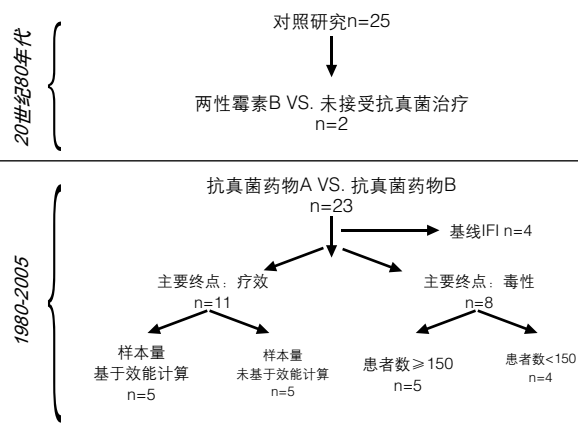 20世纪80年代
对照研究n=25
两性霉素B VS. 未接受抗真菌治疗
n=2
1980-2005
抗真菌药物A VS. 抗真菌药物B
n=23
基线IFI n=4
主要终点：疗效
n=11
主要终点：毒性
n=8
样本量
基于效能计算
n=5
样本量
未基于效能计算
n=5
患者数≥150
n=5
患者数<150
n=4